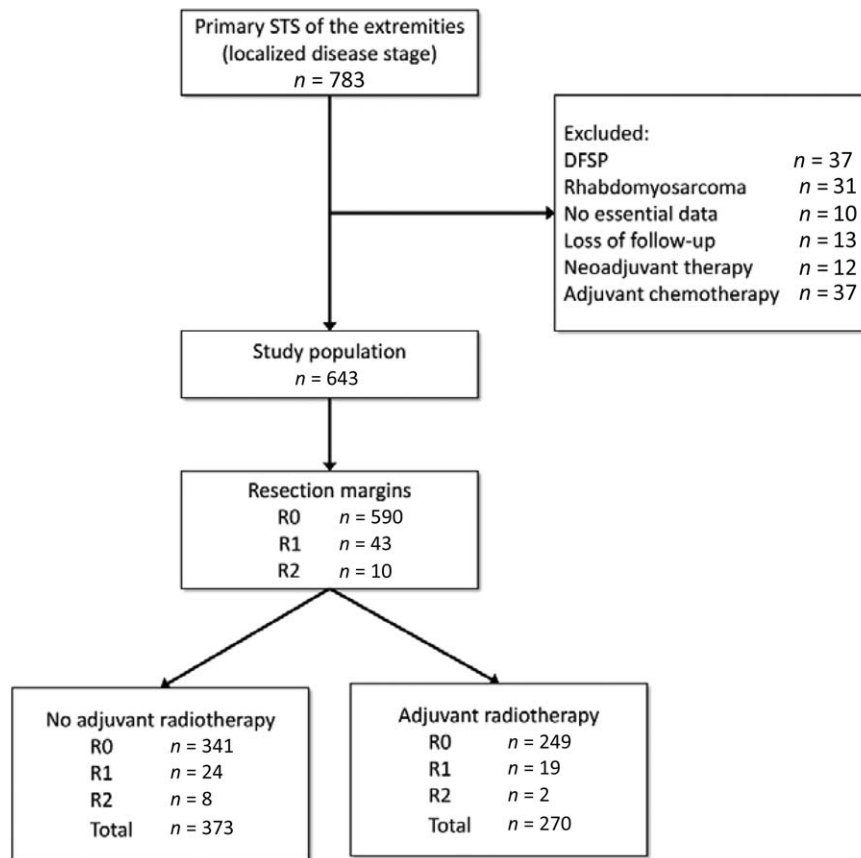 Primary STS of the extremities
(localized disease stage)
n = 783
Excluded:
DFSP n = 37
Rhabdomyosarcoma n = 31
No essential data n = 10
Loss of follow-up n = 13
Neoadjuvant therapy n = 12
Adjuvant chemotherapy n = 37
Study population
n = 643
Resection margins
R0 n = 590
R1 n = 43
R2 n = 10
No adjuvant radiotherapy
R0 n = 341
R1 n = 24
R2 n = 8
Total n = 373
Adjuvant radiotherapy
R0 n = 249
R1 n = 19
R2 n = 2
Total n = 270